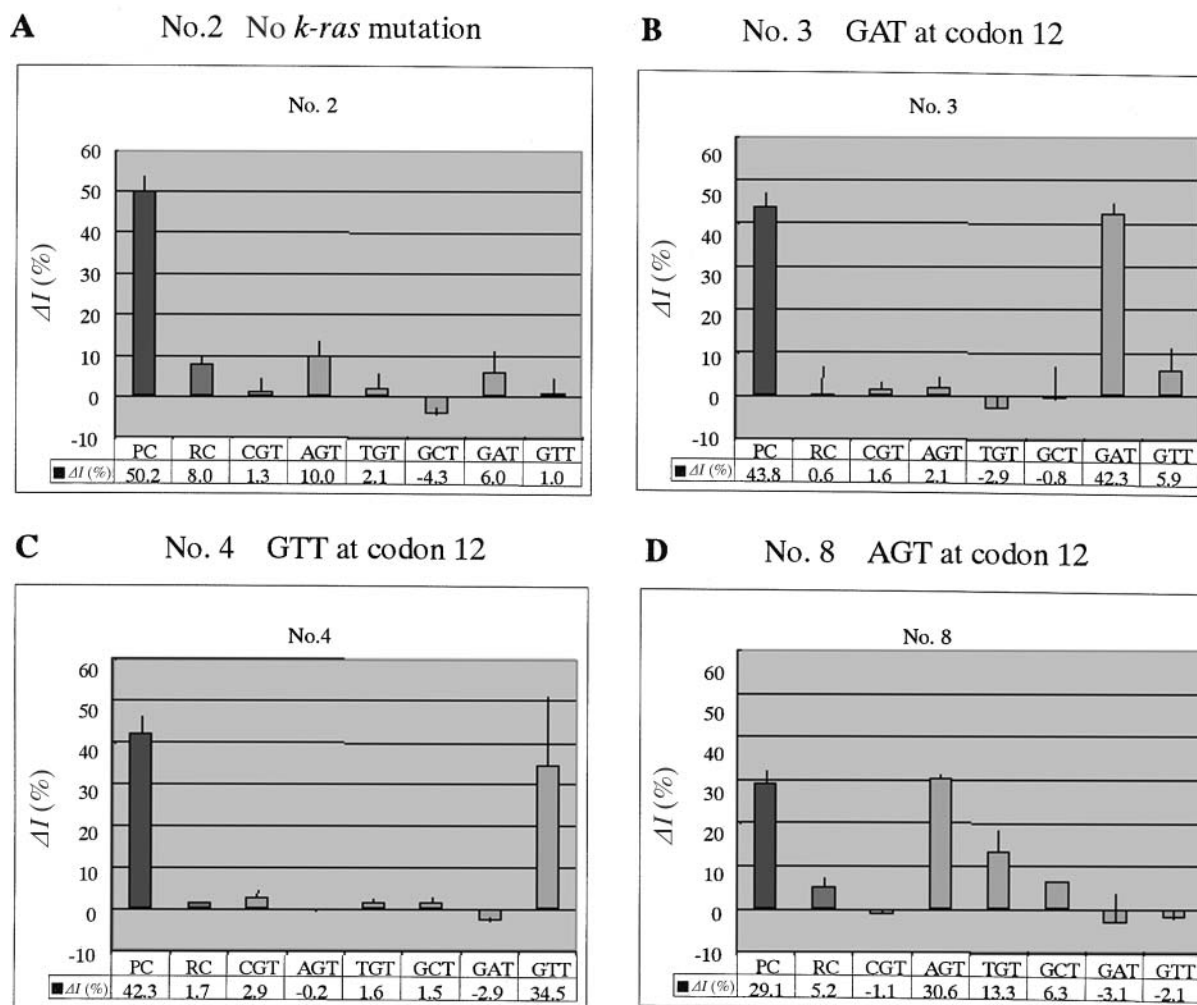 A No.2 No k-ras mutation
No. 2
ΔI (%)
60
50
40
30
20
10
0
-10
PC RC CGT AGT TGT GCT GAT GTT
ΔI (%) 50.2 8.0 1.3 10.0 2.1 -4.3 6.0 1.0
B No. 3 GAT at codon 12
No. 3
ΔI (%)
60
50
40
30
20
10
0
-10
PC RC CGT AGT TGT GCT GAT GTT
ΔI (%) 43.8 0.6 1.6 2.1 -2.9 -0.8 42.3 5.9
C No. 4 GTT at codon 12
No.4
ΔI (%)
60
50
40
30
20
10
0
-10
PC RC CGT AGT TGT GCT GAT GTT
ΔI (%) 42.3 1.7 2.9 -0.2 1.6 1.5 -2.9 34.5
D No. 8 AGT at codon 12
No. 8
ΔI (%)
60
50
40
30
20
10
0
-10
PC RC CGT AGT TGT GCT GAT GTT
ΔI (%) 29.1 5.2 -1.1 30.6 13.3 6.3 -3.1 -2.1